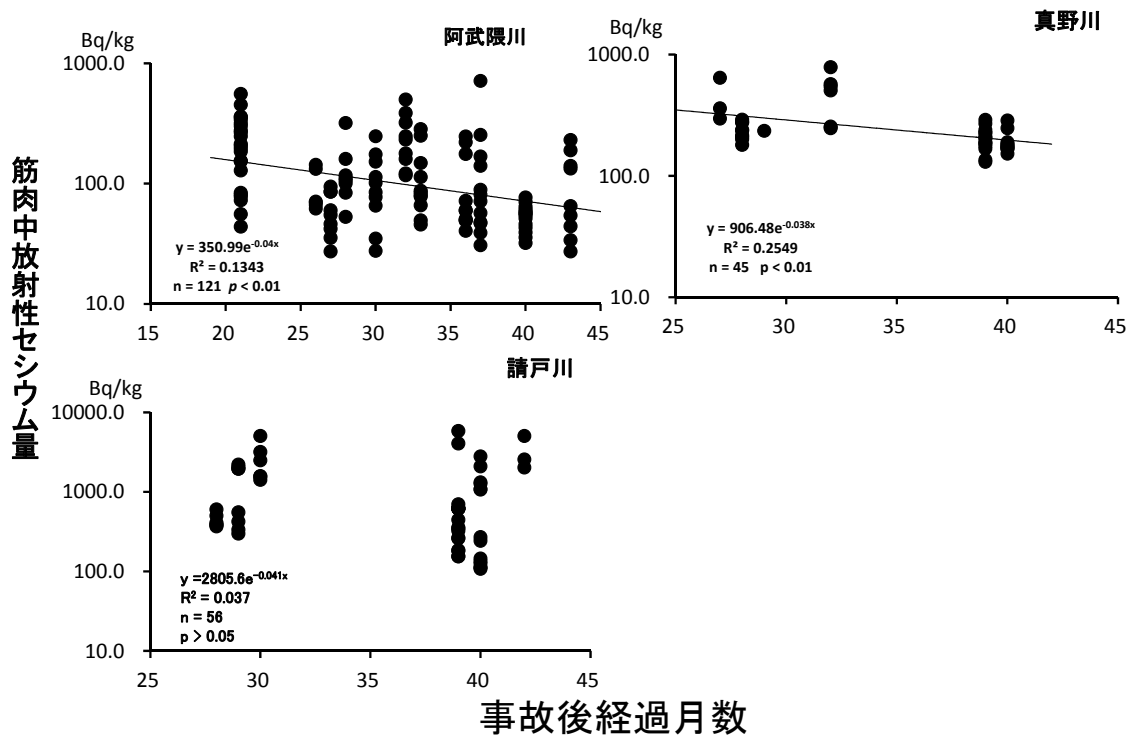 筋肉中放射性セシウム量
阿武隈川
Bq/kg
1000.0
100.0
10.0
y = 350.99e-0.04x
R² = 0.1343
n = 121 p < 0.01
15 20 25 30 35 40 45
真野川
Bq/kg
1000.0
100.0
10.0
y = 906.48e-0.038x
R² = 0.2549
n = 45 p < 0.01
25 30 35 40 45
請戸川
Bq/kg
10000.0
1000.0
100.0
10.0
y =2805.6e-0.041x
R² = 0.037
n = 56
p > 0.05
25 30 35 40 45
事故後経過月数